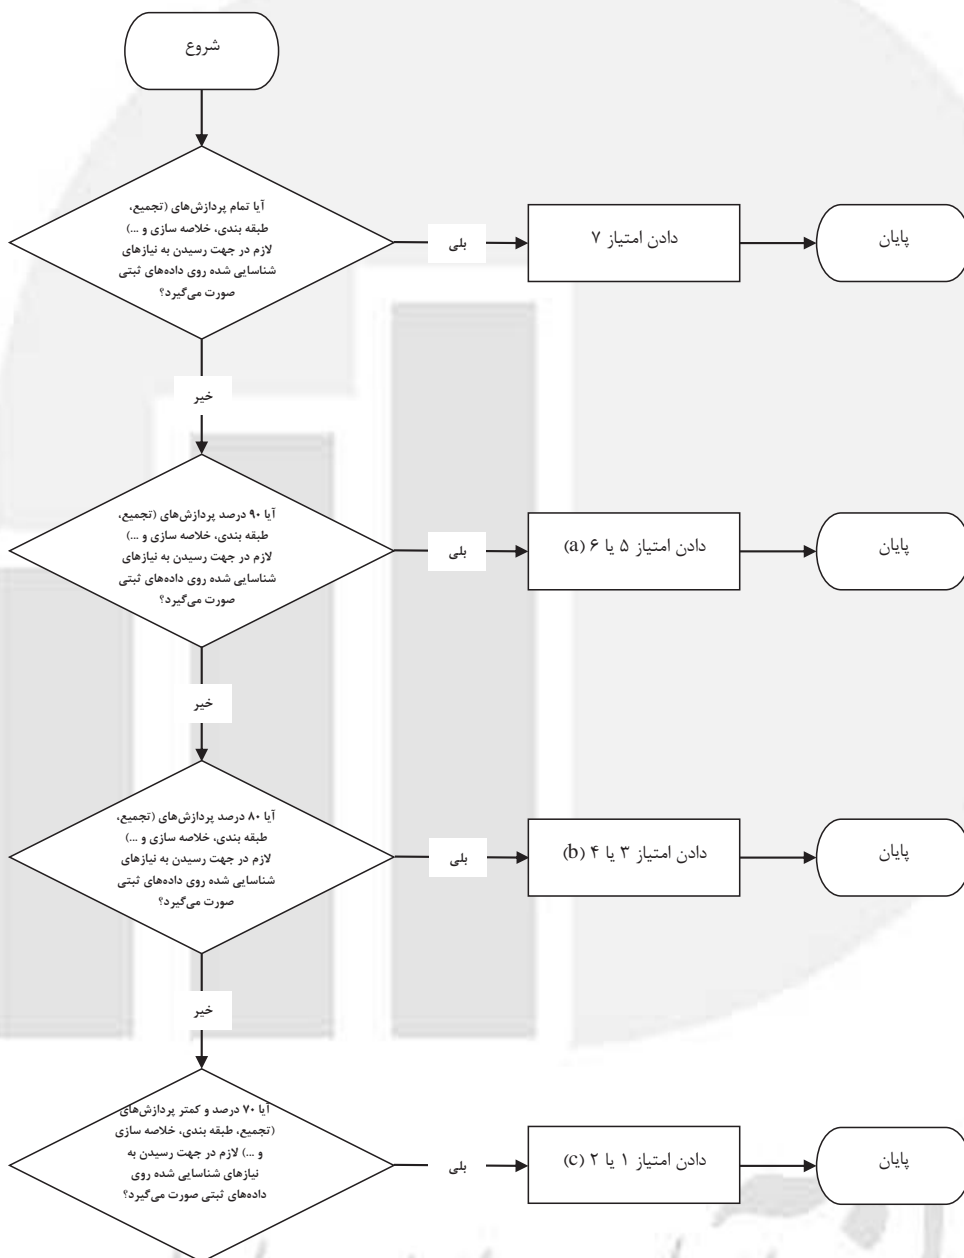 شروع
آیا تمام پردازش‌های (تجمیع،
طبقه بندی، خلاصه سازی و ...)
لازم در جهت رسیدن به نیازهای
شناسایی شده روی داده‌های ثبتی
صورت می‌گیرد؟
بلی
دادن امتیاز ۷
پایان
خیر
آیا ۹۰ درصد پردازش‌های (تجمیع،
طبقه بندی، خلاصه سازی و ...)
لازم در جهت رسیدن به نیازهای
شناسایی شده روی داده‌های ثبتی
صورت می‌گیرد؟
بلی
دادن امتیاز ۵ یا ۶ (a)
پایان
خیر
آیا ۸۰ درصد پردازش‌های (تجمیع،
طبقه بندی، خلاصه سازی و ...)
لازم در جهت رسیدن به نیازهای
شناسایی شده روی داده‌های ثبتی
صورت می‌گیرد؟
بلی
دادن امتیاز ۳ یا ۴ (b)
پایان
خیر
آیا ۷۰ درصد و کمتر پردازش‌های
(تجمیع، طبقه بندی، خلاصه سازی
و ...) لازم در جهت رسیدن به
نیازهای شناسایی شده روی
داده‌های ثبتی صورت می‌گیرد؟
بلی
دادن امتیاز ۱ یا ۲ (c)
پایان